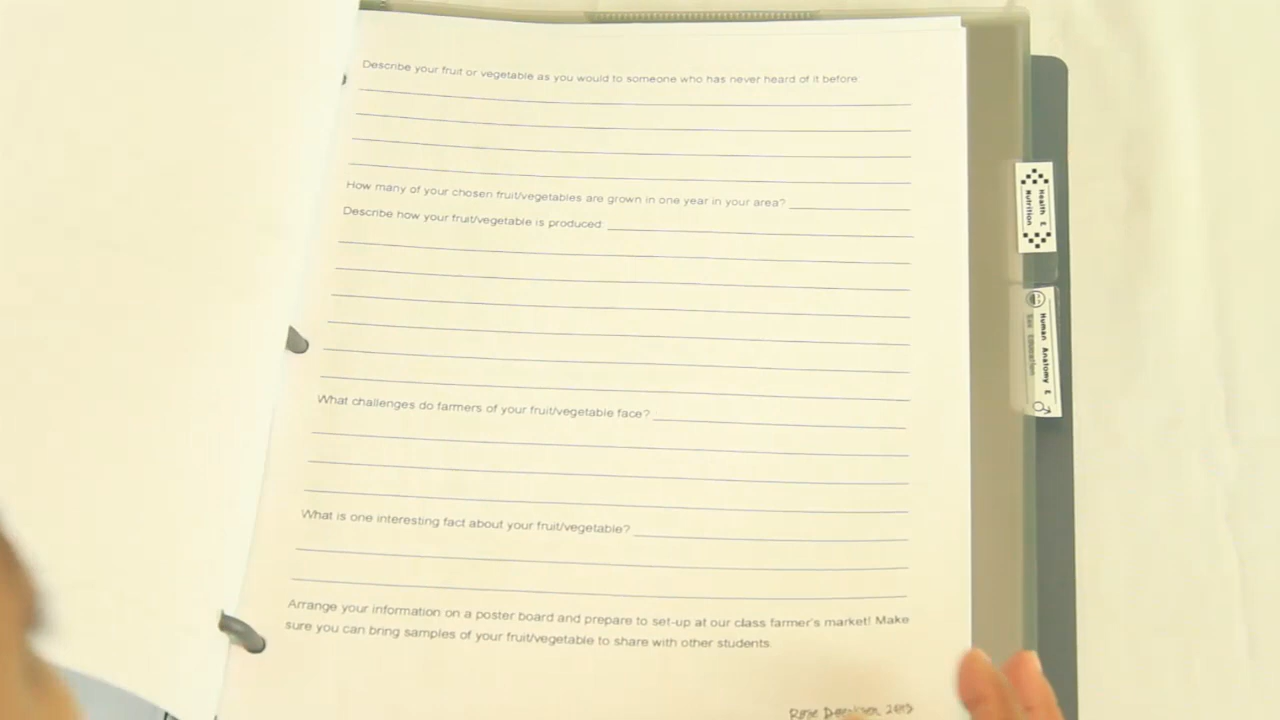 Describe your fruit or vegetable as you would to someone who has never heard of it before:
How many of your chosen fruit/vegetables are grown in one year in your area?
Describe how your fruit/vegetable is produced:
What challenges do farmers of your fruit/vegetable face?
What is one interesting fact about your fruit/vegetable?
Arrange your information on a poster board and prepare to set-up at our class farmer's market! Make
sure you can bring samples of your fruit/vegetable to share with other students.
Health &
Nutrition
Human Anatomy &
Sex Education